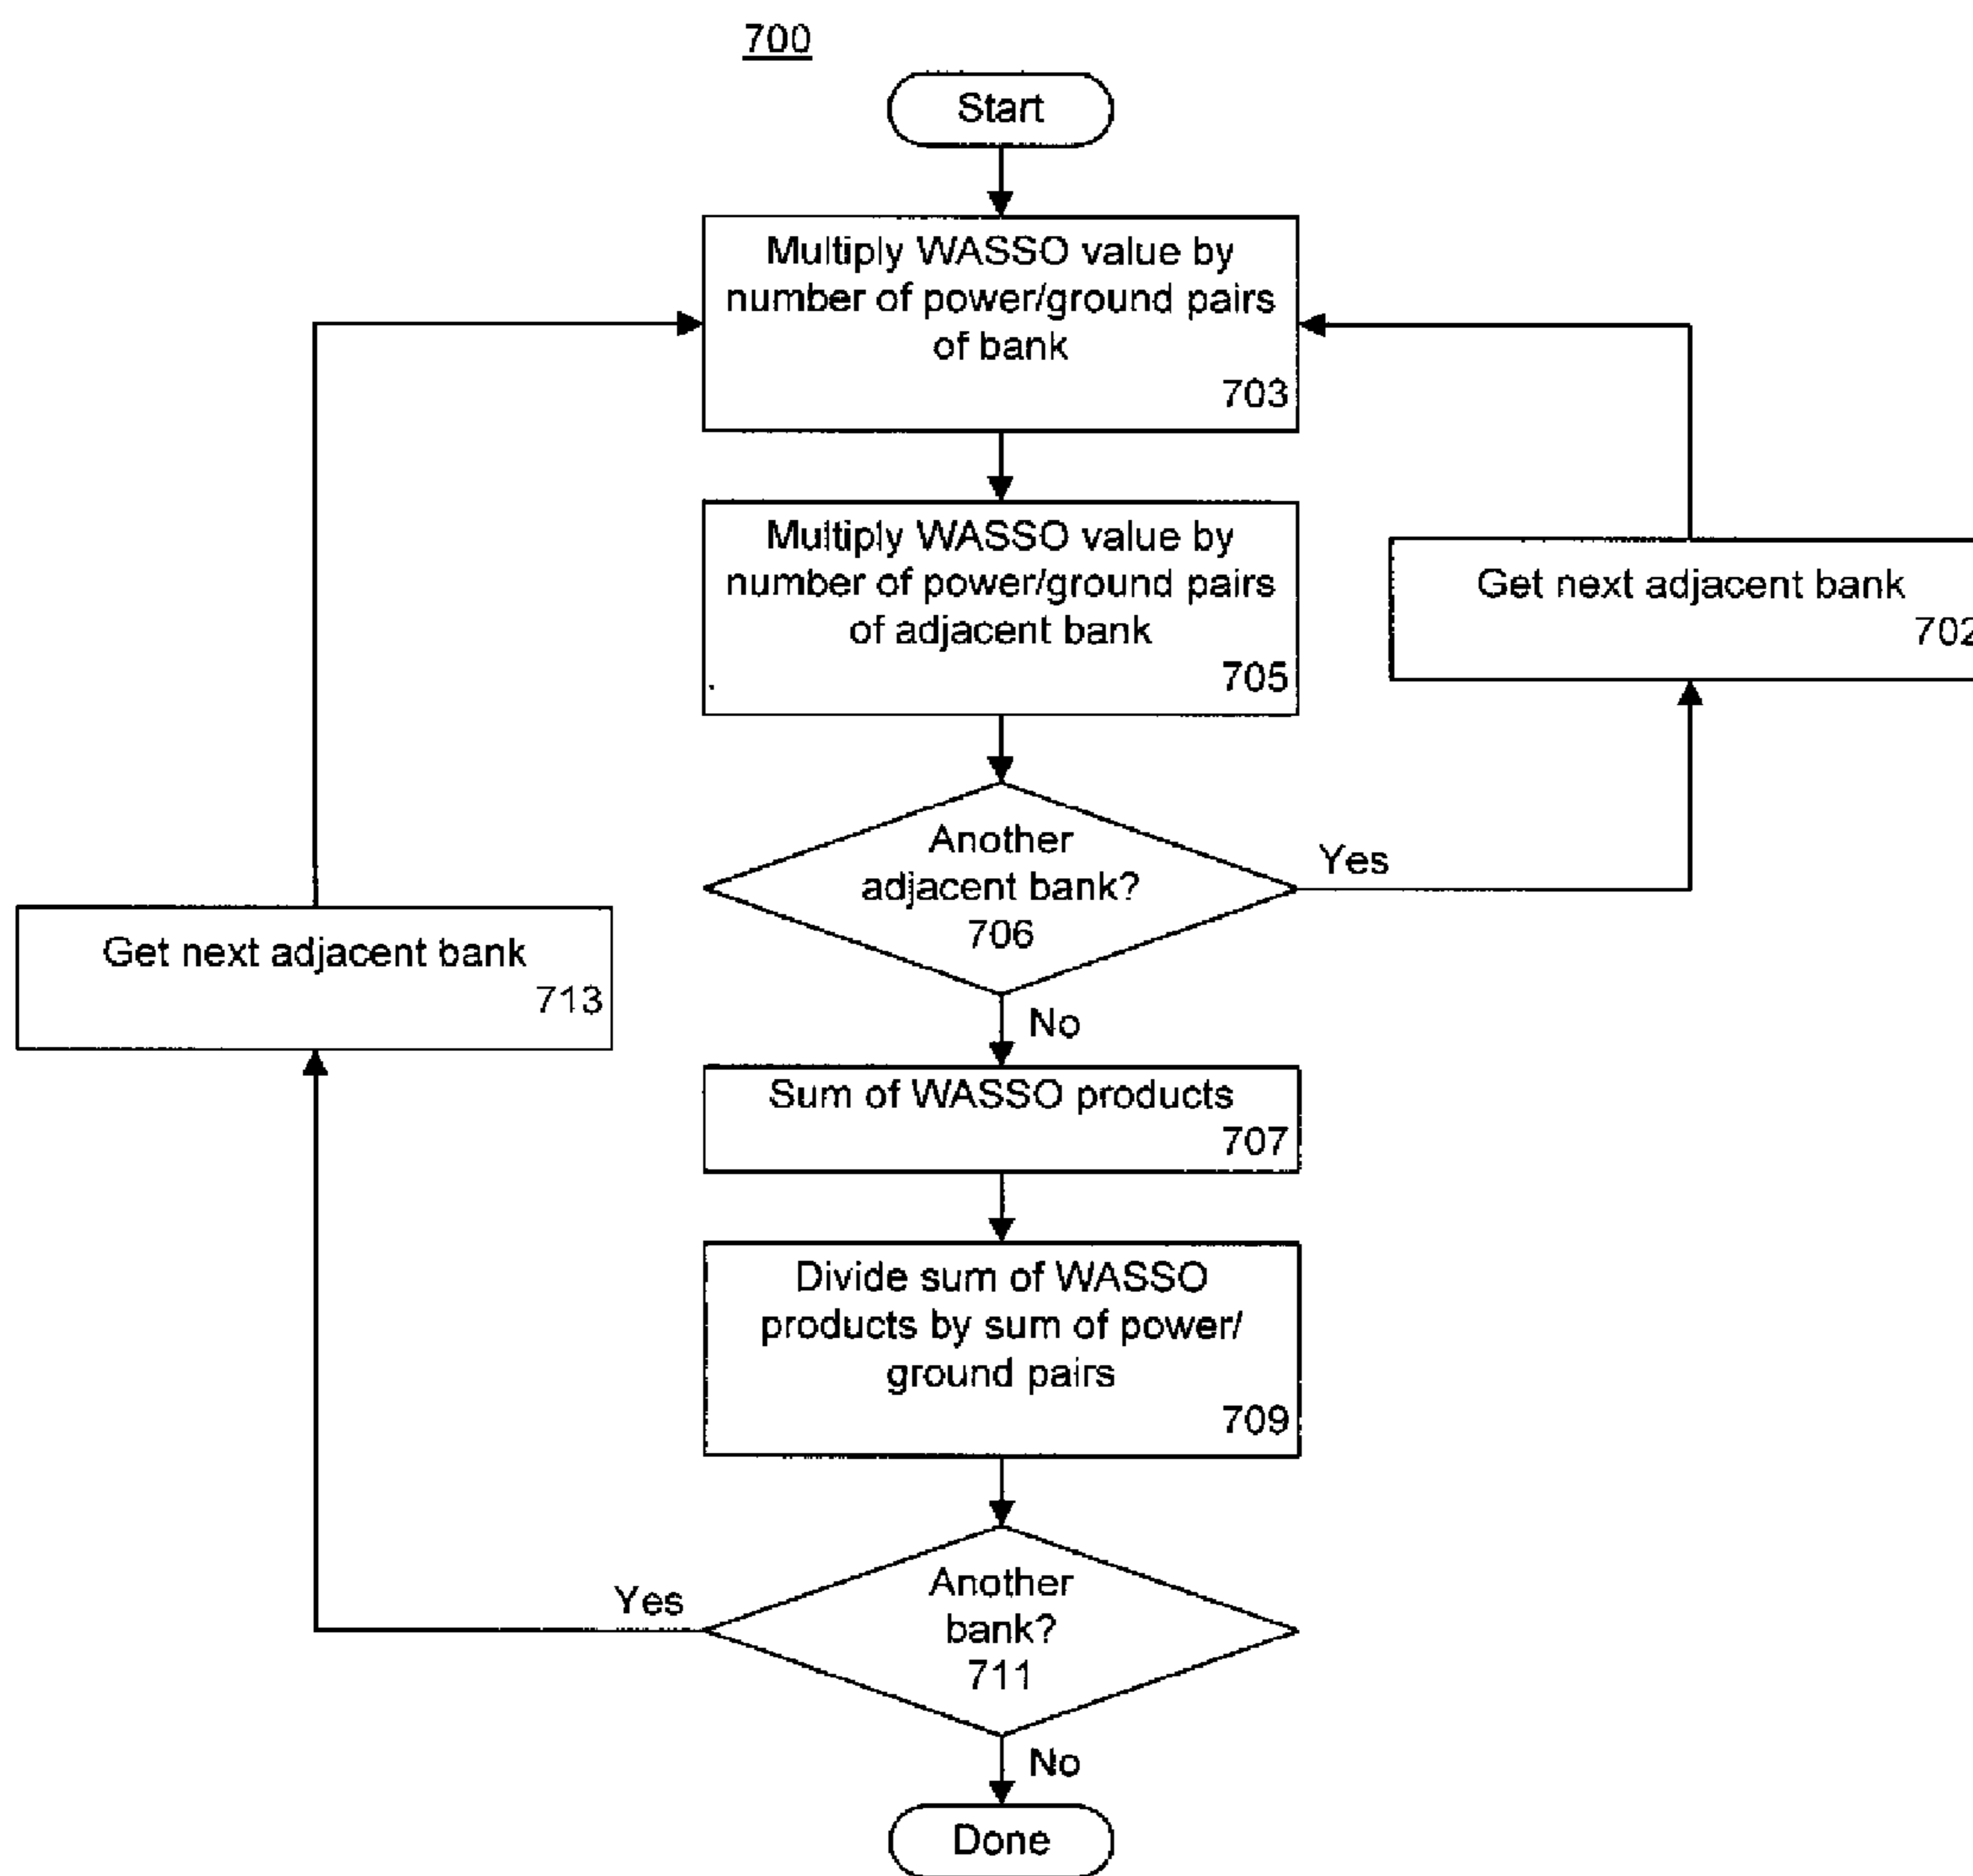 700
Start
Multiply WASSO value by
number of power/ground pairs
of bank
703
Multiply WASSO value by
number of power/ground pairs
of adjacent bank
705
Get next adjacent bank
702
Another
adjacent bank?
706
Yes
Get next adjacent bank
713
No
Sum of WASSO products
707
Divide sum of WASSO
products by sum of power/
ground pairs
709
Another
bank?
711
Yes
No
Done